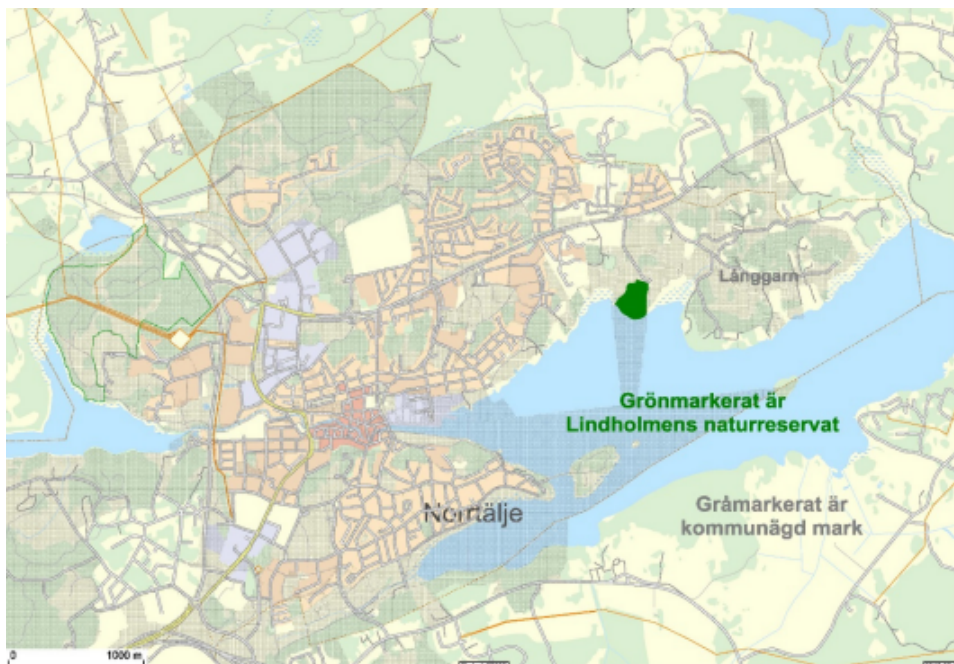 Långgarn
Grönmarkerat är
Lindholmens naturreservat
Gråmarkerat är
kommunägd mark
Norrtälje
0 1000 m